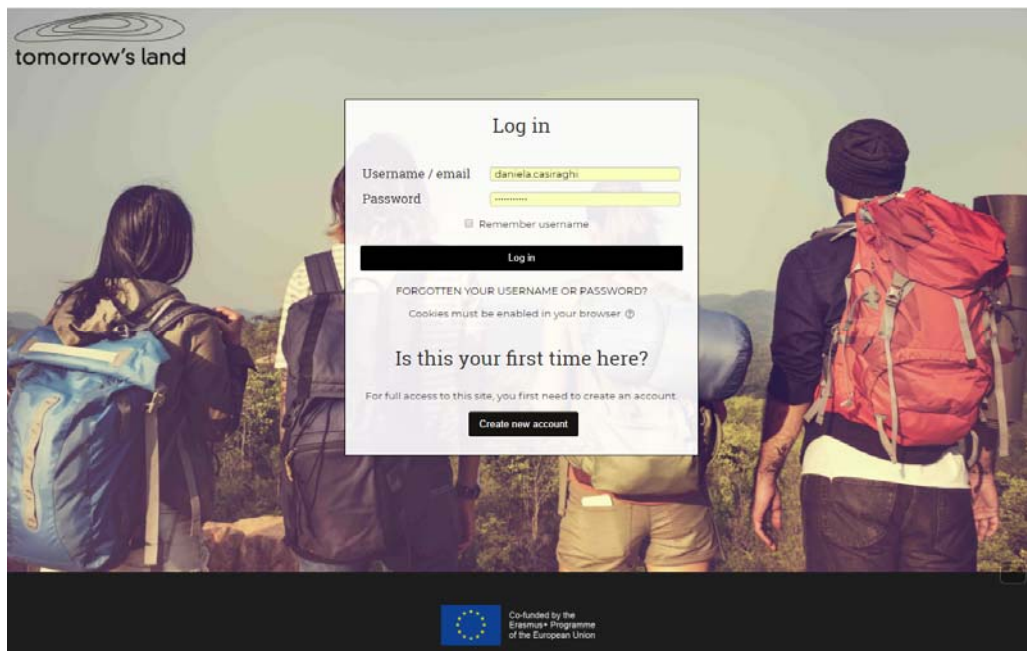 tomorrow's land
Log in
Username / email
daniela.casiraghi
Password
Remember username
Log in
FORGOTTEN YOUR USERNAME OR PASSWORD?
Cookies must be enabled in your browser
Is this your first time here?
For full access to this site, you first need to create an account.
Create new account
Co-funded by the
Erasmus+ Programme
of the European Union